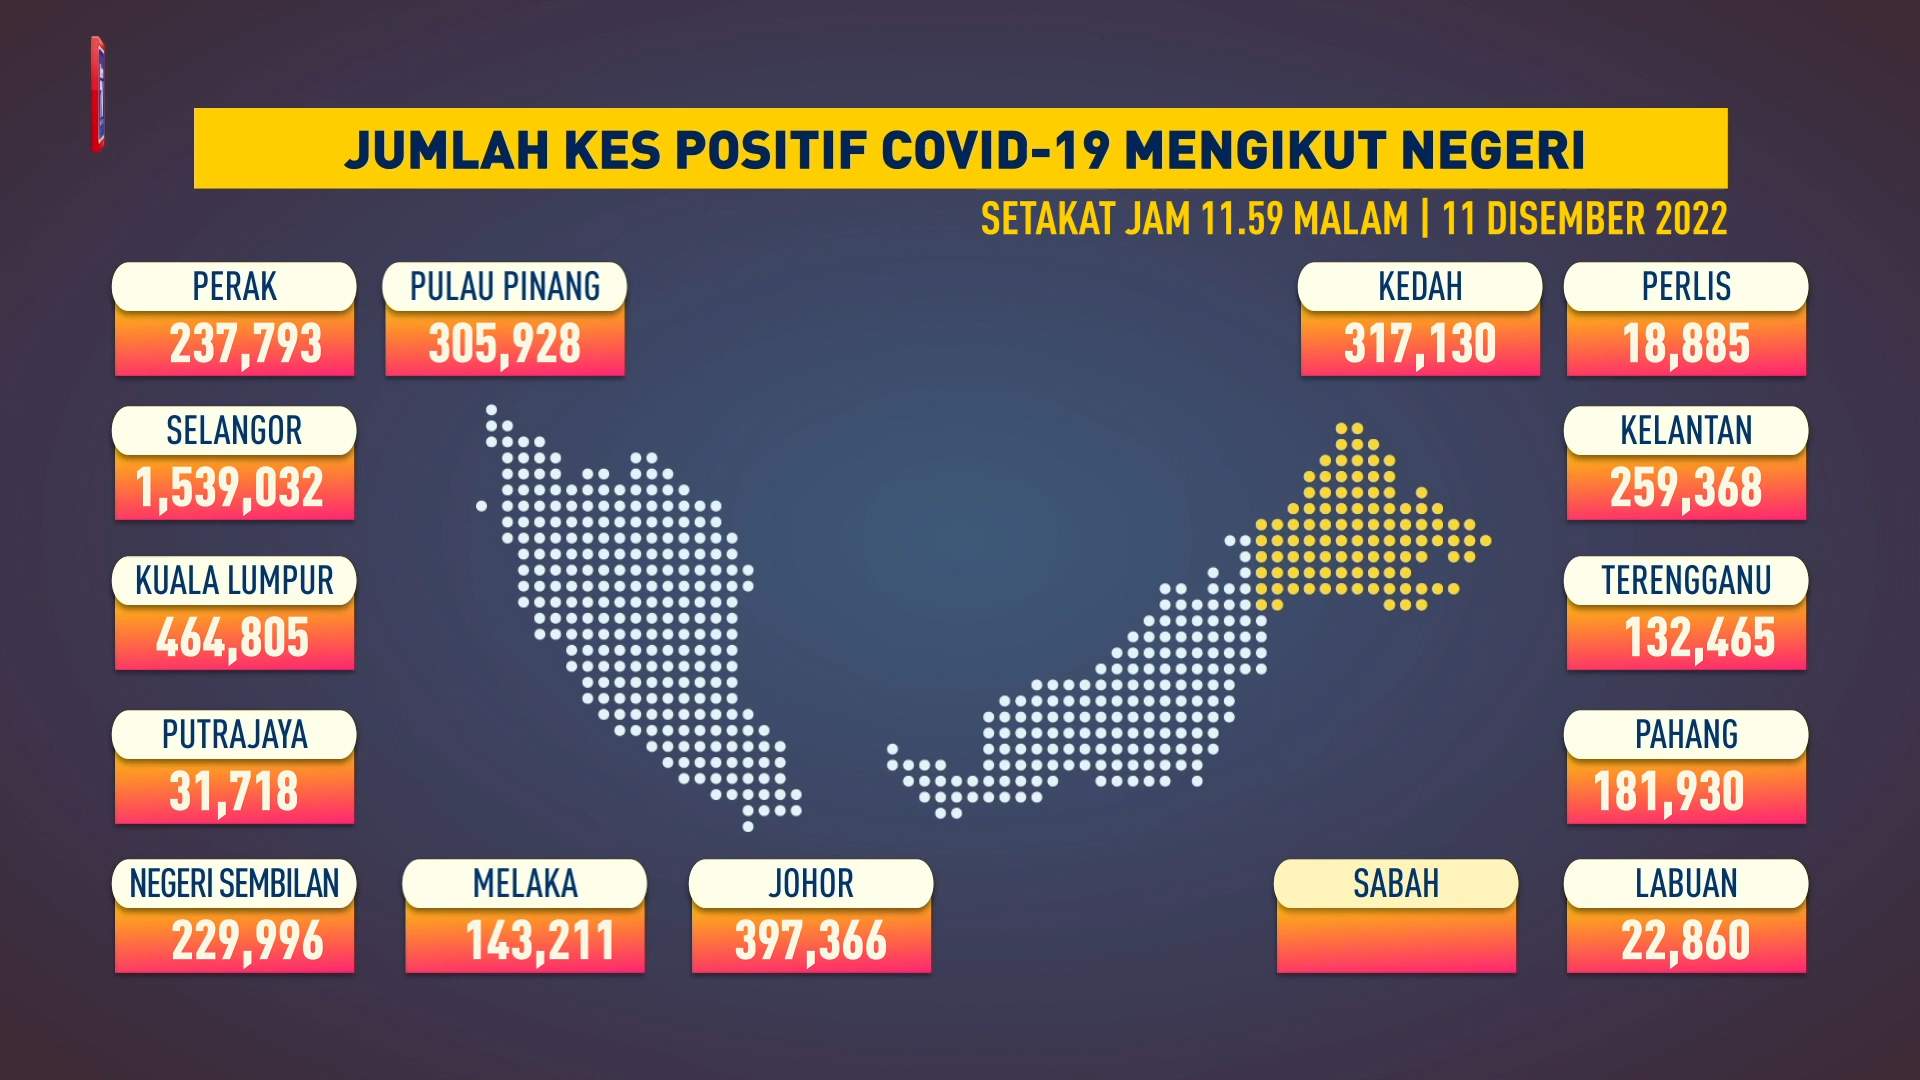 JUMLAH KES POSITIF COVID-19 MENGIKUT NEGERI
SETAKAT JAM 11.59 MALAM | 11 DISEMBER 2022
PERAK
237,793
PULAU PINANG
305,928
KEDAH
317,130
PERLIS
18,885
SELANGOR
1,539,032
KELANTAN
259,368
KUALA LUMPUR
464,805
TERENGGANU
132,465
PUTRAJAYA
31,718
PAHANG
181,930
NEGERI SEMBILAN
229,996
MELAKA
143,211
JOHOR
397,366
SABAH
LABUAN
22,860